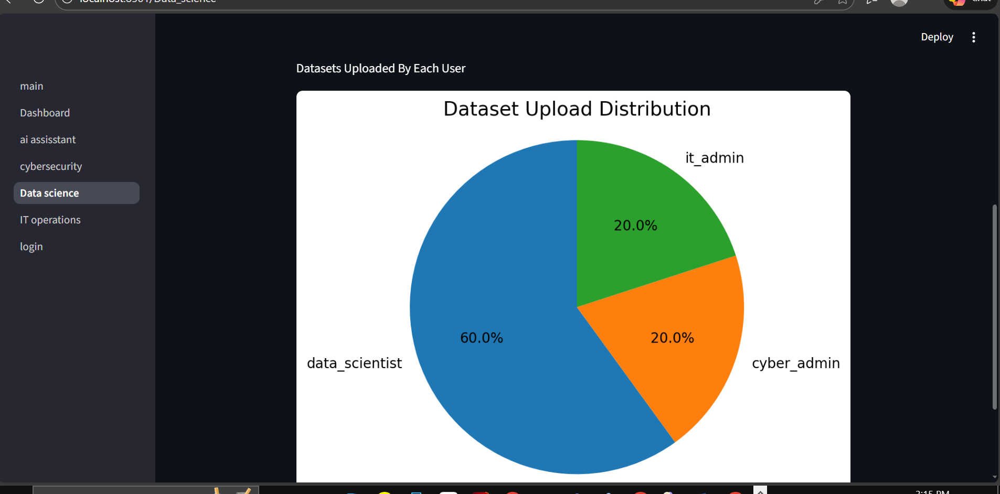 Deploy
main
Dashboard
ai assisstant
cybersecurity
Data science
IT operations
login
Datasets Uploaded By Each User
Dataset Upload Distribution
it_admin
20.0%
60.0%
20.0%
data_scientist
cyber_admin